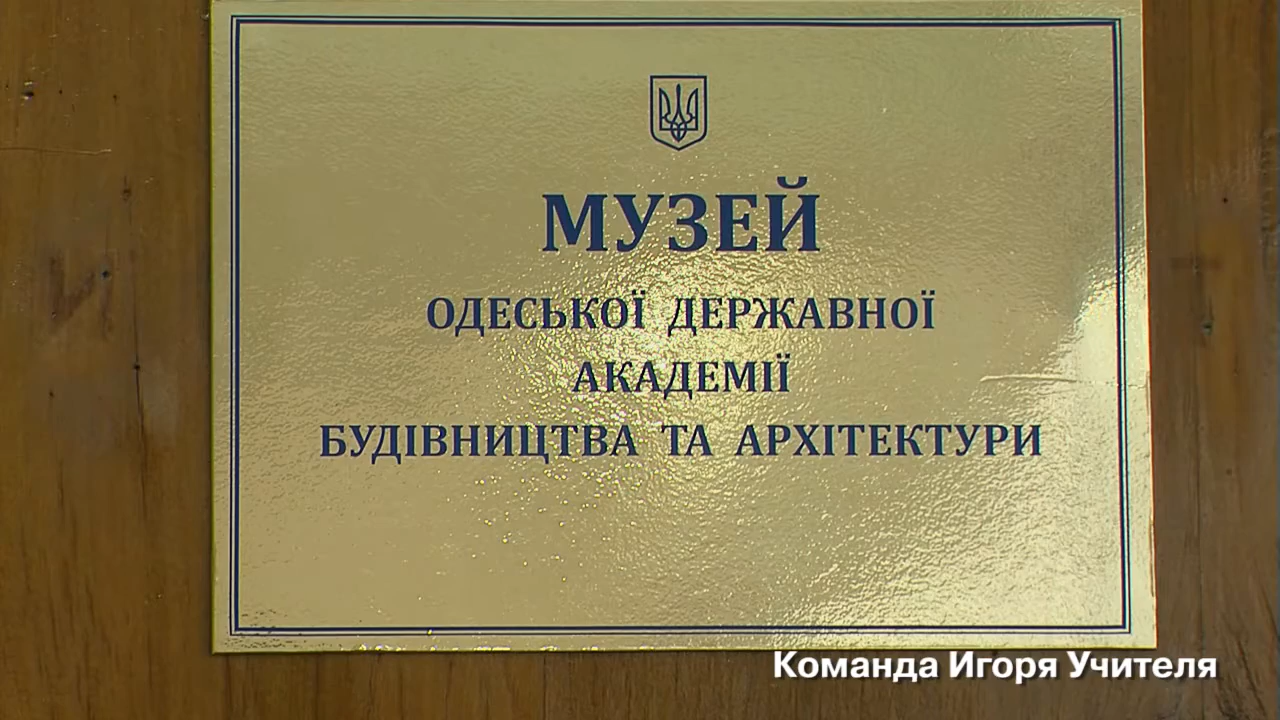 МУЗЕЙ
ОДЕСЬКОЇ ДЕРЖАВНОЇ
АКАДЕМІЇ
БУДІВНИЦТВА ТА АРХІТЕКТУРИ
Команда Игоря Учителя